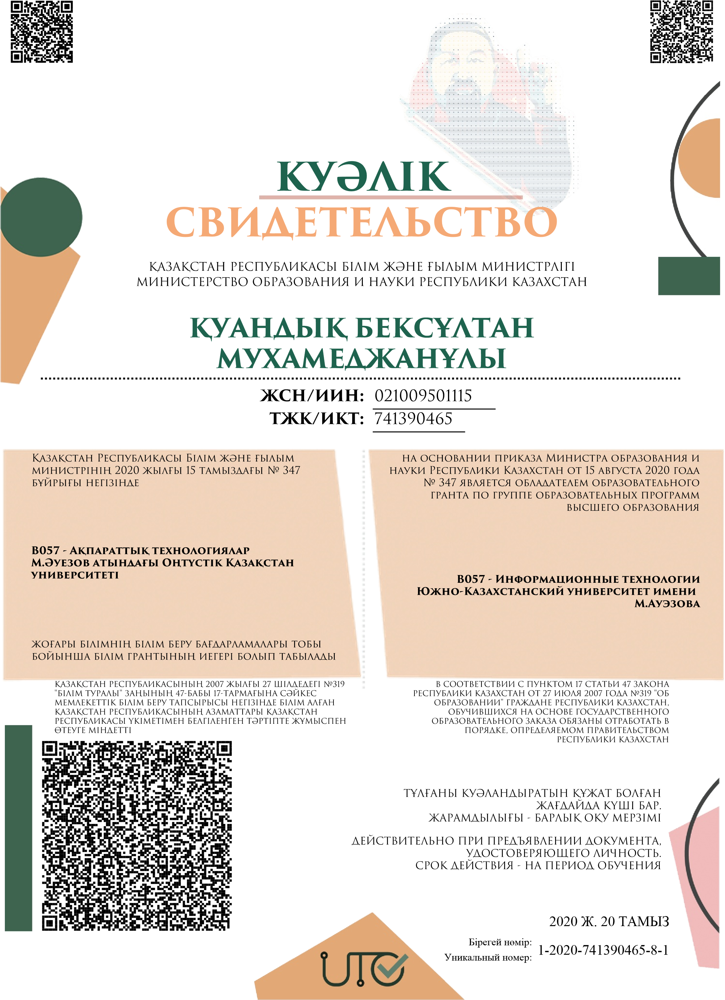 КУӘЛІК
СВИДЕТЕЛЬСТВО
ҚАЗАҚСТАН РЕСПУБЛИКАСЫ БІЛІМ ЖӘНЕ ҒЫЛЫМ МИНИСТРЛІГІ
МИНИСТЕРСТВО ОБРАЗОВАНИЯ И НАУКИ РЕСПУБЛИКИ КАЗАХСТАН
ҚУАНДЫҚ БЕКСҰЛТАН
МУХАМЕДЖАНҰЛЫ
ЖСН/ИИН: 021009501115
ТЖК/ИКТ: 741390465
Қазақстан Республикасы Білім және ғылым
министрінің 2020 жылғы 15 тамыздағы № 347
бұйрығы негізінде
B057 - Ақпараттық технологиялар
М.Әуезов атындағы Оңтүстік Қазақстан
университеті
жоғары білімнің білім беру бағдарламалары тобы
бойынша білім грантының иегері болып табылады
на основании приказа Министра образования и
науки Республики Казахстан от 15 августа 2020 года
№ 347 является обладателем образовательного
гранта по группе образовательных программ
высшего образования
B057 - Информационные технологии
Южно-Казахстанский университет имени
М.Ауэзова
ҚАЗАҚСТАН РЕСПУБЛИКАСЫНЫҢ 2007 ЖЫЛҒЫ 27 ШІЛДЕДЕГІ №319
"БІЛІМ ТУРАЛЫ" ЗАҢЫНЫҢ 47-БАБЫ 17-ТАРМАҒЫНА СӘЙКЕС
МЕМЛЕКЕТТІК БІЛІМ БЕРУ ТАПСЫРЫСЫ НЕГІЗІНДЕ БІЛІМ АЛҒАН
ҚАЗАҚСТАН РЕСПУБЛИКАСЫНЫҢ АЗАМАТТАРЫ ҚАЗАҚСТАН
РЕСПУБЛИКАСЫ ҮКІМЕТІМЕН БЕЛГІЛЕНГЕН ТӘРТІПТЕ ЖҰМЫСПЕН
ӨТЕУГЕ МІНДЕТТІ
В СООТВЕТСТВИИ С ПУНКТОМ 17 СТАТЬИ 47 ЗАКОНА
РЕСПУБЛИКИ КАЗАХСТАН ОТ 27 ИЮЛЯ 2007 ГОДА №319 "ОБ
ОБРАЗОВАНИИ" ГРАЖДАНЕ РЕСПУБЛИКИ КАЗАХСТАН,
ОБУЧИВШИХСЯ НА ОСНОВЕ ГОСУДАРСТВЕННОГО
ОБРАЗОВАТЕЛЬНОГО ЗАКАЗА ОБЯЗАНЫ ОТРАБОТАТЬ В
ПОРЯДКЕ, ОПРЕДЕЛЯЕМОМ ПРАВИТЕЛЬСТВОМ
РЕСПУБЛИКИ КАЗАХСТАН
ТҰЛҒАНЫ КУӘЛАНДЫРАТЫН ҚҰЖАТ БОЛҒАН
ЖАҒДАЙДА КҮШІ БАР.
ЖАРАМДЫЛЫҒЫ - БАРЛЫҚ ОҚУ МЕРЗІМІ
ДЕЙСТВИТЕЛЬНО ПРИ ПРЕДЪЯВЛЕНИИ ДОКУМЕНТА,
УДОСТОВЕРЯЮЩЕГО ЛИЧНОСТЬ.
СРОК ДЕЙСТВИЯ - НА ПЕРИОД ОБУЧЕНИЯ
2020 Ж. 20 ТАМЫЗ
Бірегей нөмір:
Уникальный номер: 1-2020-741390465-8-1
UTO